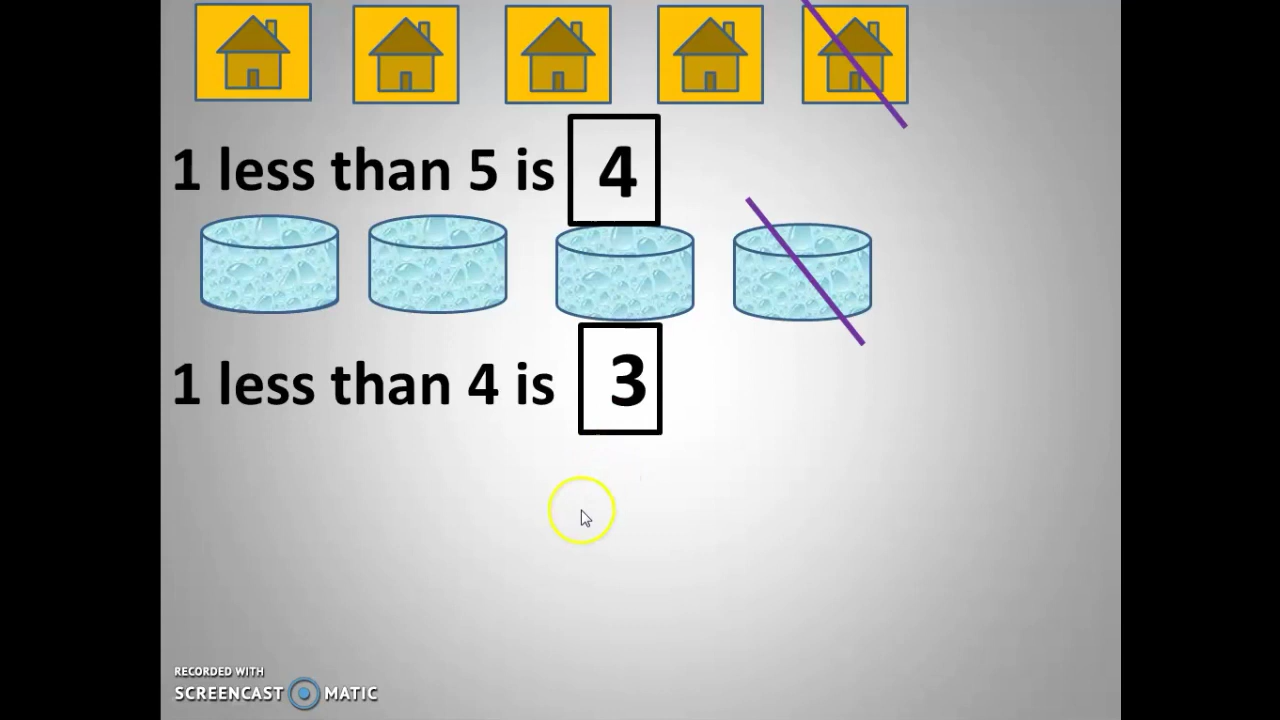 1 less than 5 is 4
1 less than 4 is 3
RECORDED WITH
SCREENCAST MATIC